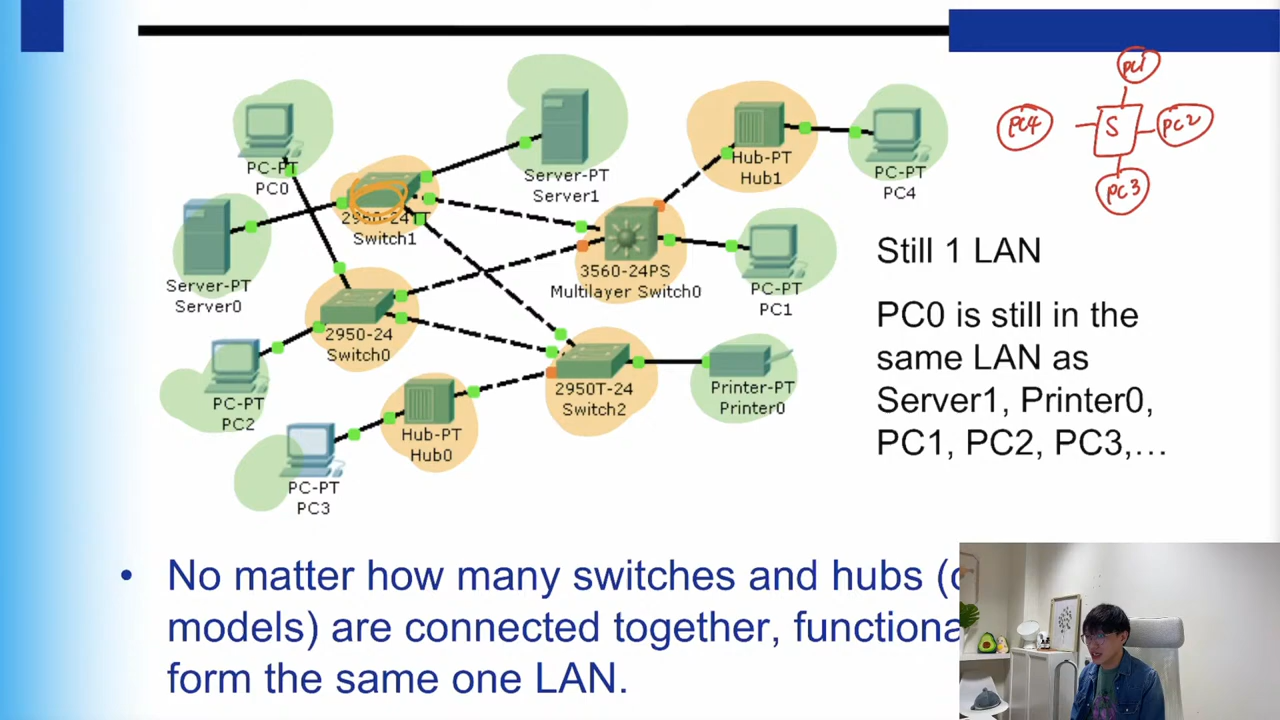 PC1
PC4
S
PC2
PC3
PC-PT
PC0
Server-PT
Server1
Hub-PT
Hub1
PC-PT
PC4
Switch1
Server-PT
Server0
3560-24PS
Multilayer Switch0
PC-PT
PC1
2950-24
Switch0
2950T-24
Switch2
Printer-PT
Printer0
PC-PT
PC2
Hub-PT
Hub0
PC-PT
PC3
Still 1 LAN
PC0 is still in the
same LAN as
Server1, Printer0,
PC1, PC2, PC3,…
• No matter how many switches and hubs
models) are connected together,
form the same one LAN.